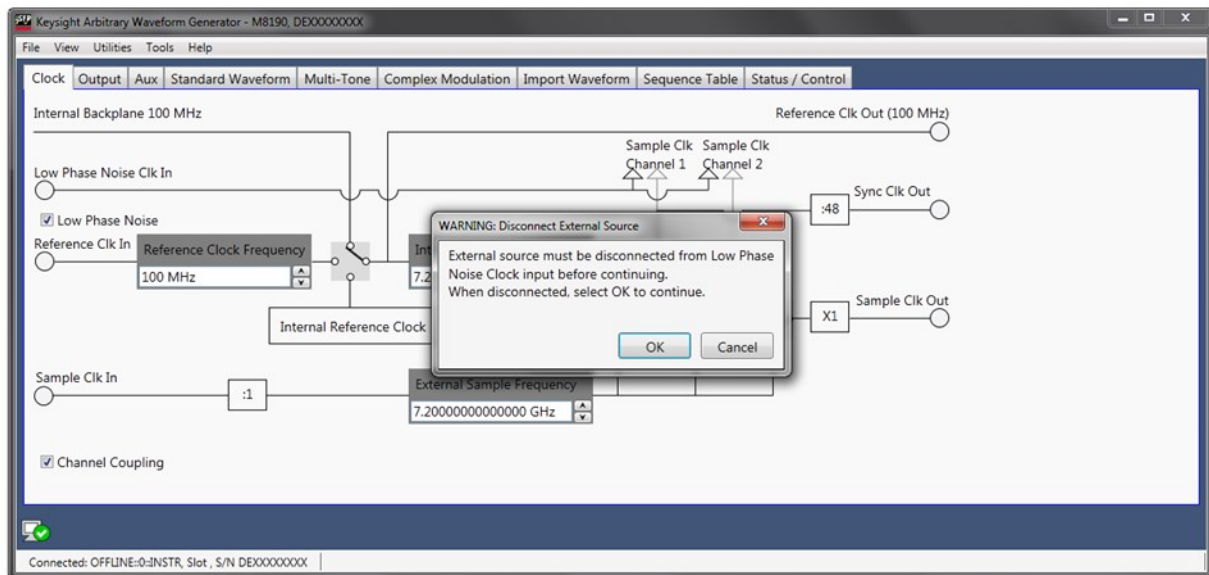 Keysight Arbitrary Waveform Generator - M8190, DEXXXXXXXX
File View Utilities Tools Help
Clock Output Aux Standard Waveform Multi-Tone Complex Modulation Import Waveform Sequence Table Status / Control
Internal Backplane 100 MHz
Reference Clk Out (100 MHz)
Sample Clk Channel 1
Sample Clk Channel 2
Low Phase Noise Clk In
Sync Clk Out
:48
Low Phase Noise
WARNING: Disconnect External Source
Reference Clk In
Reference Clock Frequency
100 MHz
Int
7.2
External source must be disconnected from Low Phase
Noise Clock input before continuing.
When disconnected, select OK to continue.
OK Cancel
Sample Clk Out
X1
Internal Reference Clock
Sample Clk In
:1
External Sample Frequency
7.20000000000000 GHz
Channel Coupling
Connected: OFFLINE::0::INSTR, Slot , S/N DEXXXXXXXX